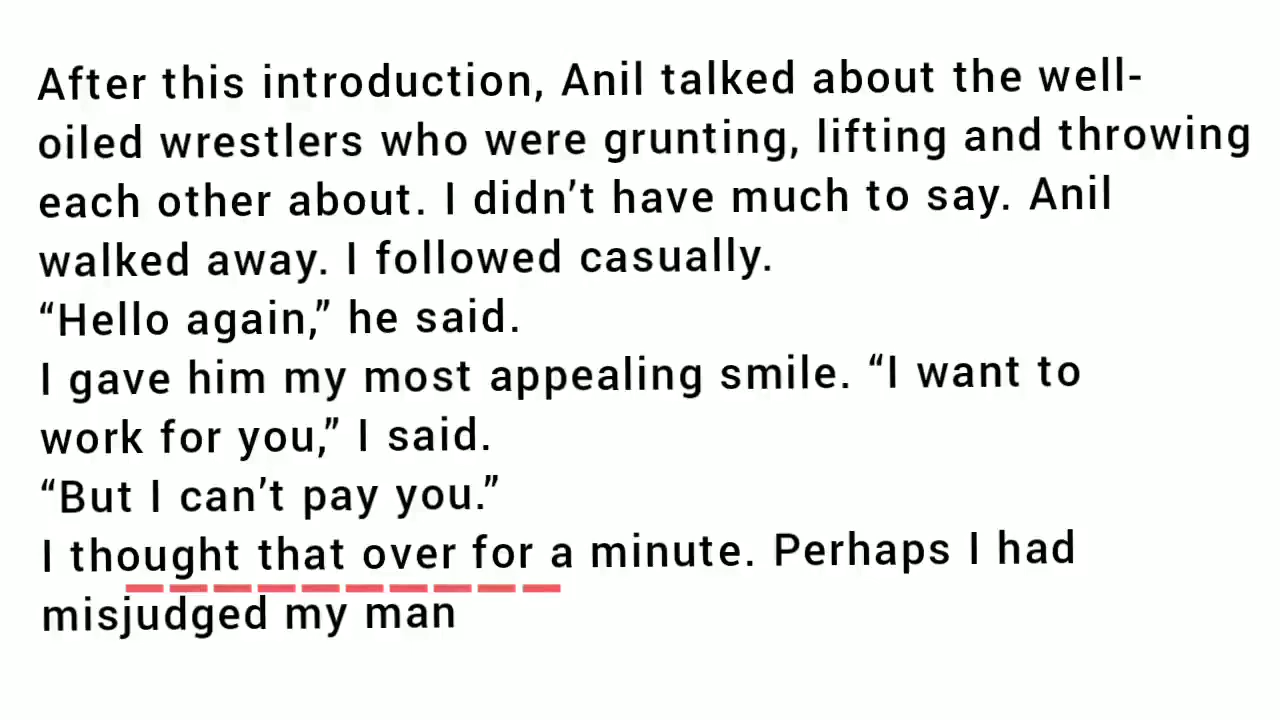 After this introduction, Anil talked about the well-
oiled wrestlers who were grunting, lifting and throwing
each other about. I didn’t have much to say. Anil
walked away. I followed casually.
“Hello again,” he said.
I gave him my most appealing smile. “I want to
work for you,” I said.
“But I can’t pay you.”
I thought that over for a minute. Perhaps I had
misjudged my man